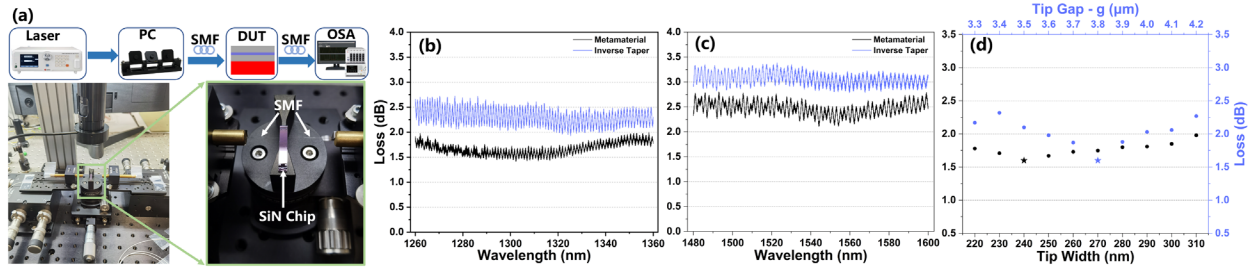 (a)
Laser
PC
SMF
DUT
SMF
OSA
SMF
SiN Chip
(b)
Metamaterial
Inverse Taper
Loss (dB)
4.0
3.5
3.0
2.5
2.0
1.5
1.0
0.5
0.0
1260 1280 1300 1320 1340 1360
Wavelength (nm)
(c)
Metamaterial
Inverse Taper
4.0
3.5
3.0
2.5
2.0
1.5
1.0
0.5
0.0
1480 1500 1520 1540 1560 1580 1600
Wavelength (nm)
Tip Gap - g (μm)
3.3 3.4 3.5 3.6 3.7 3.8 3.9 4.0 4.1 4.2
(d)
Loss (dB)
4.0
3.5
3.0
2.5
2.0
1.5
1.0
0.5
4.0
3.5
3.0
2.5
2.0
1.5
1.0
0.5
Loss (dB)
220 230 240 250 260 270 280 290 300 310
Tip Width (nm)